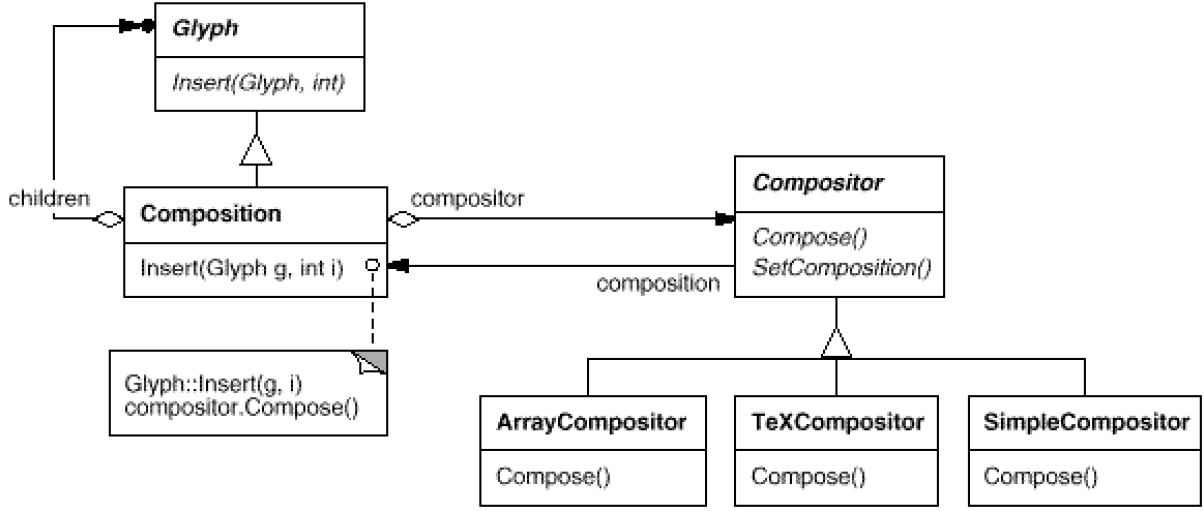 Glyph
Insert(Glyph, int)
children
Composition
Insert(Glyph g, int i)
compositor
composition
Compositor
Compose()
SetComposition()
Glyph::Insert(g, i)
compositor.Compose()
ArrayCompositor
Compose()
TeXCompositor
Compose()
SimpleCompositor
Compose()